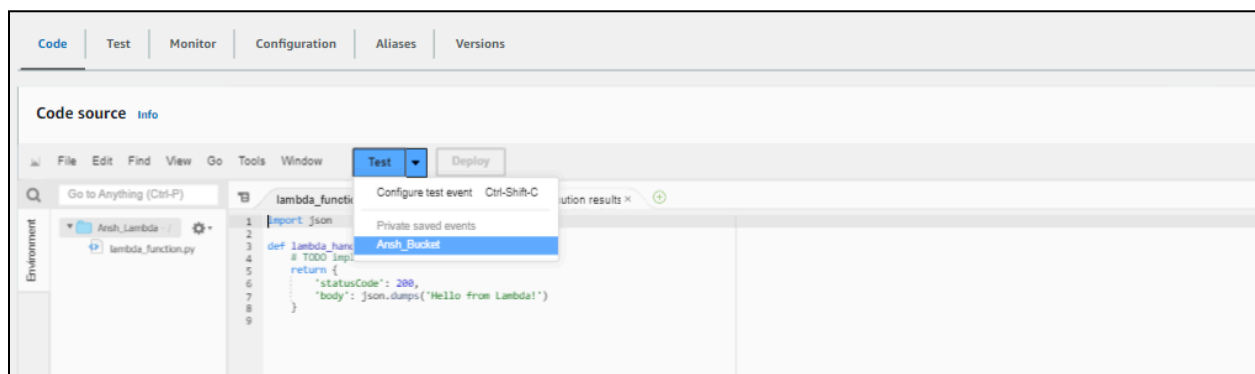 Code Test Monitor Configuration Aliases Versions
Code source Info
File Edit Find View Go Tools Window Test Deploy
Go to Anything (Ctrl-P)
lambda_functi
ution results ×
Configure test event Ctrl-Shift-C
Private saved events
Ansh_Bucket
Environment
Ansh_Lambda - /
lambda_function.py
1 import json
2
3 def lambda_hand
4 # TODO impl
5 return {
6 'statusCode': 200,
7 'body': json.dumps('Hello from Lambda!')
8 }
9